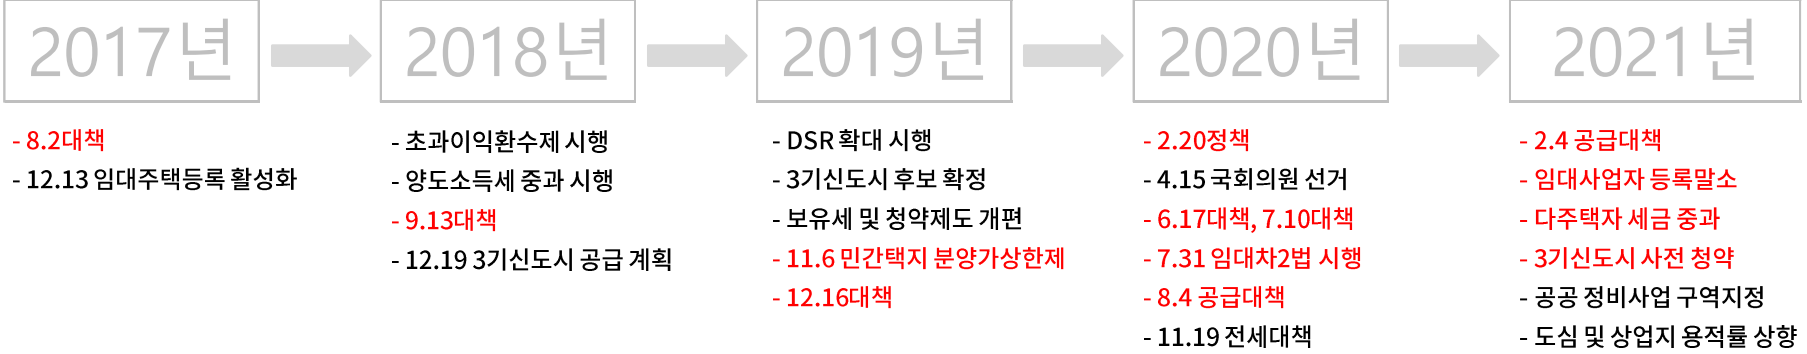 2017년
- 8.2대책
- 12.13 임대주택등록 활성화
2018년
- 초과이익환수제 시행
- 양도소득세 중과 시행
- 9.13대책
- 12.19 3기신도시 공급 계획
2019년
- DSR 확대 시행
- 3기신도시 후보 확정
- 보유세 및 청약제도 개편
- 11.6 민간택지 분양가상한제
- 12.16대책
2020년
- 2.20정책
- 4.15 국회의원 선거
- 6.17대책, 7.10대책
- 7.31 임대차2법 시행
- 8.4 공급대책
- 11.19 전세대책
2021년
- 2.4 공급대책
- 임대사업자 등록말소
- 다주택자 세금 중과
- 3기신도시 사전 청약
- 공공 정비사업 구역지정
- 도심 및 상업지 용적률 상향